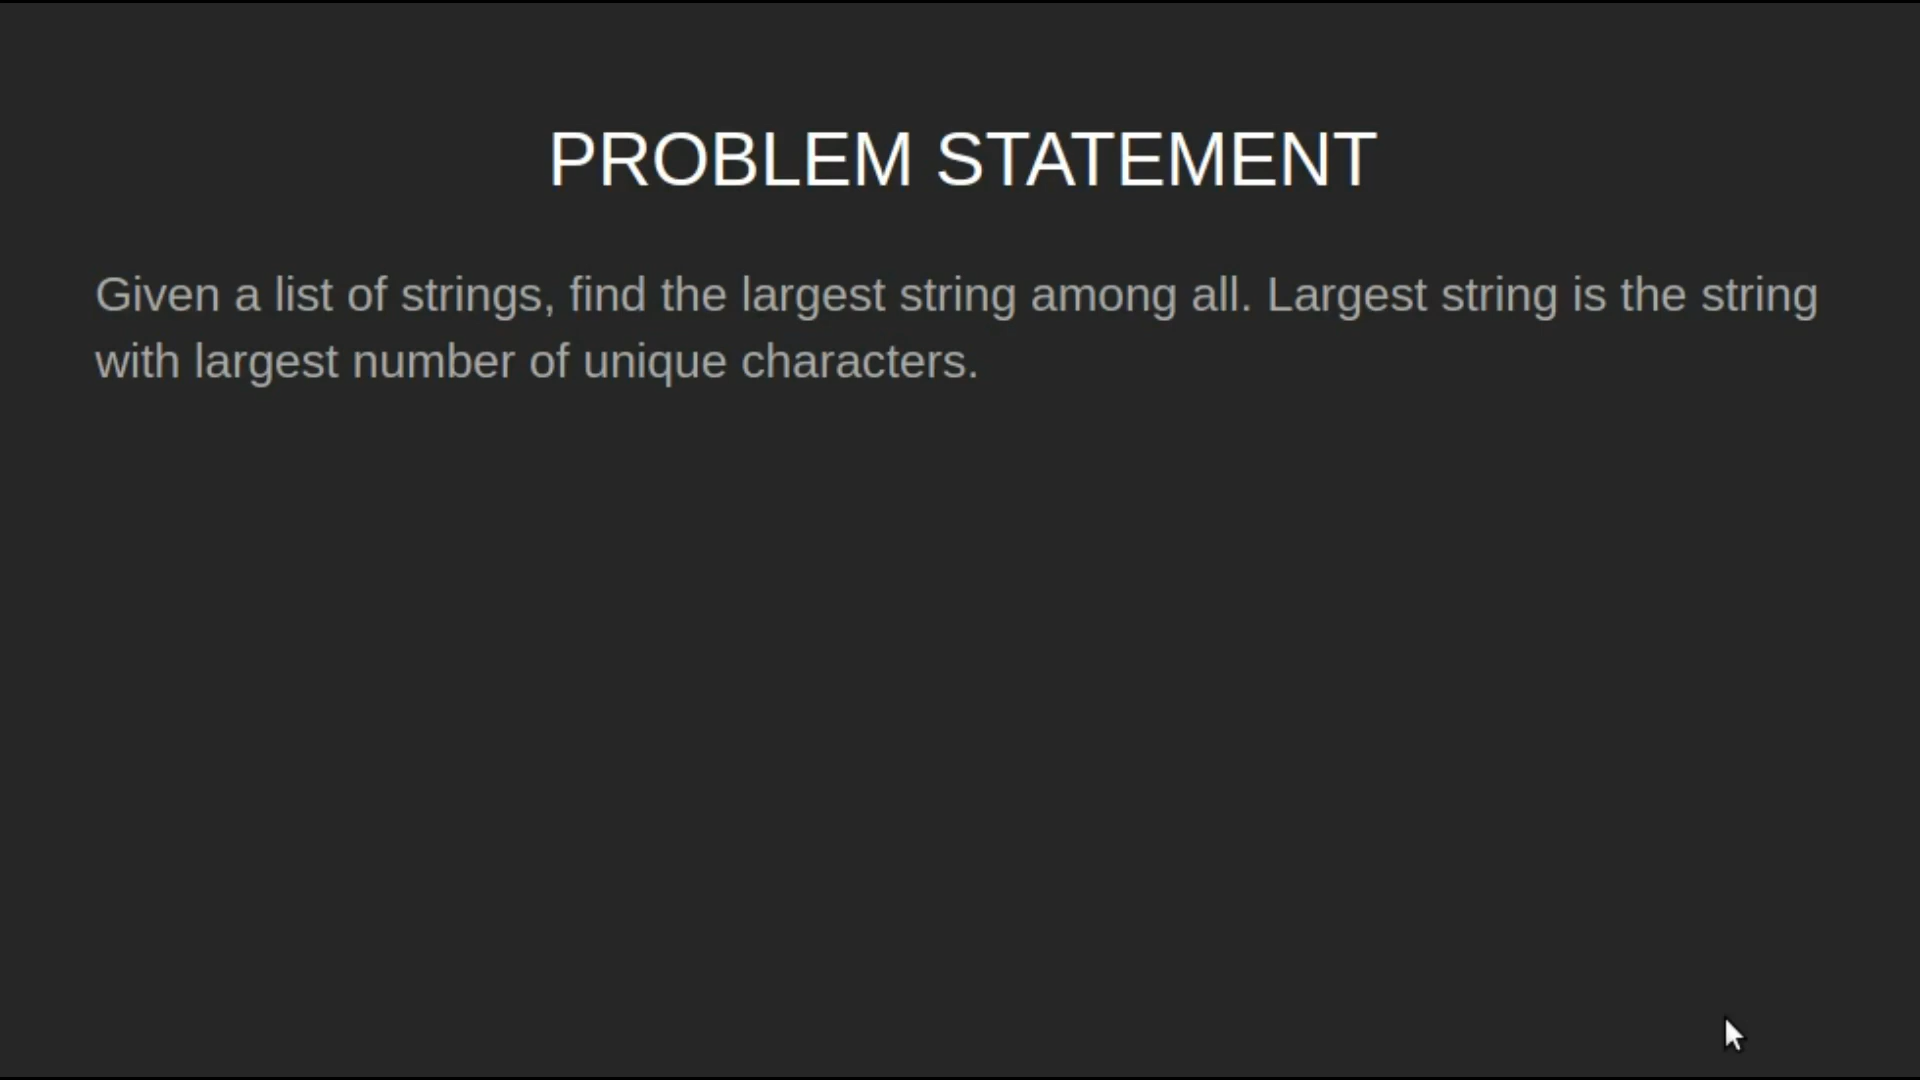 PROBLEM STATEMENT
Given a list of strings, find the largest string among all. Largest string is the string
with largest number of unique characters.